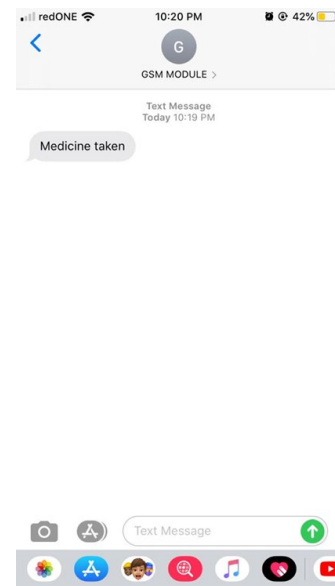 redONE 10:20 PM 42%
G
GSM MODULE >
Text Message
Today 10:19 PM
Medicine taken
Text Message